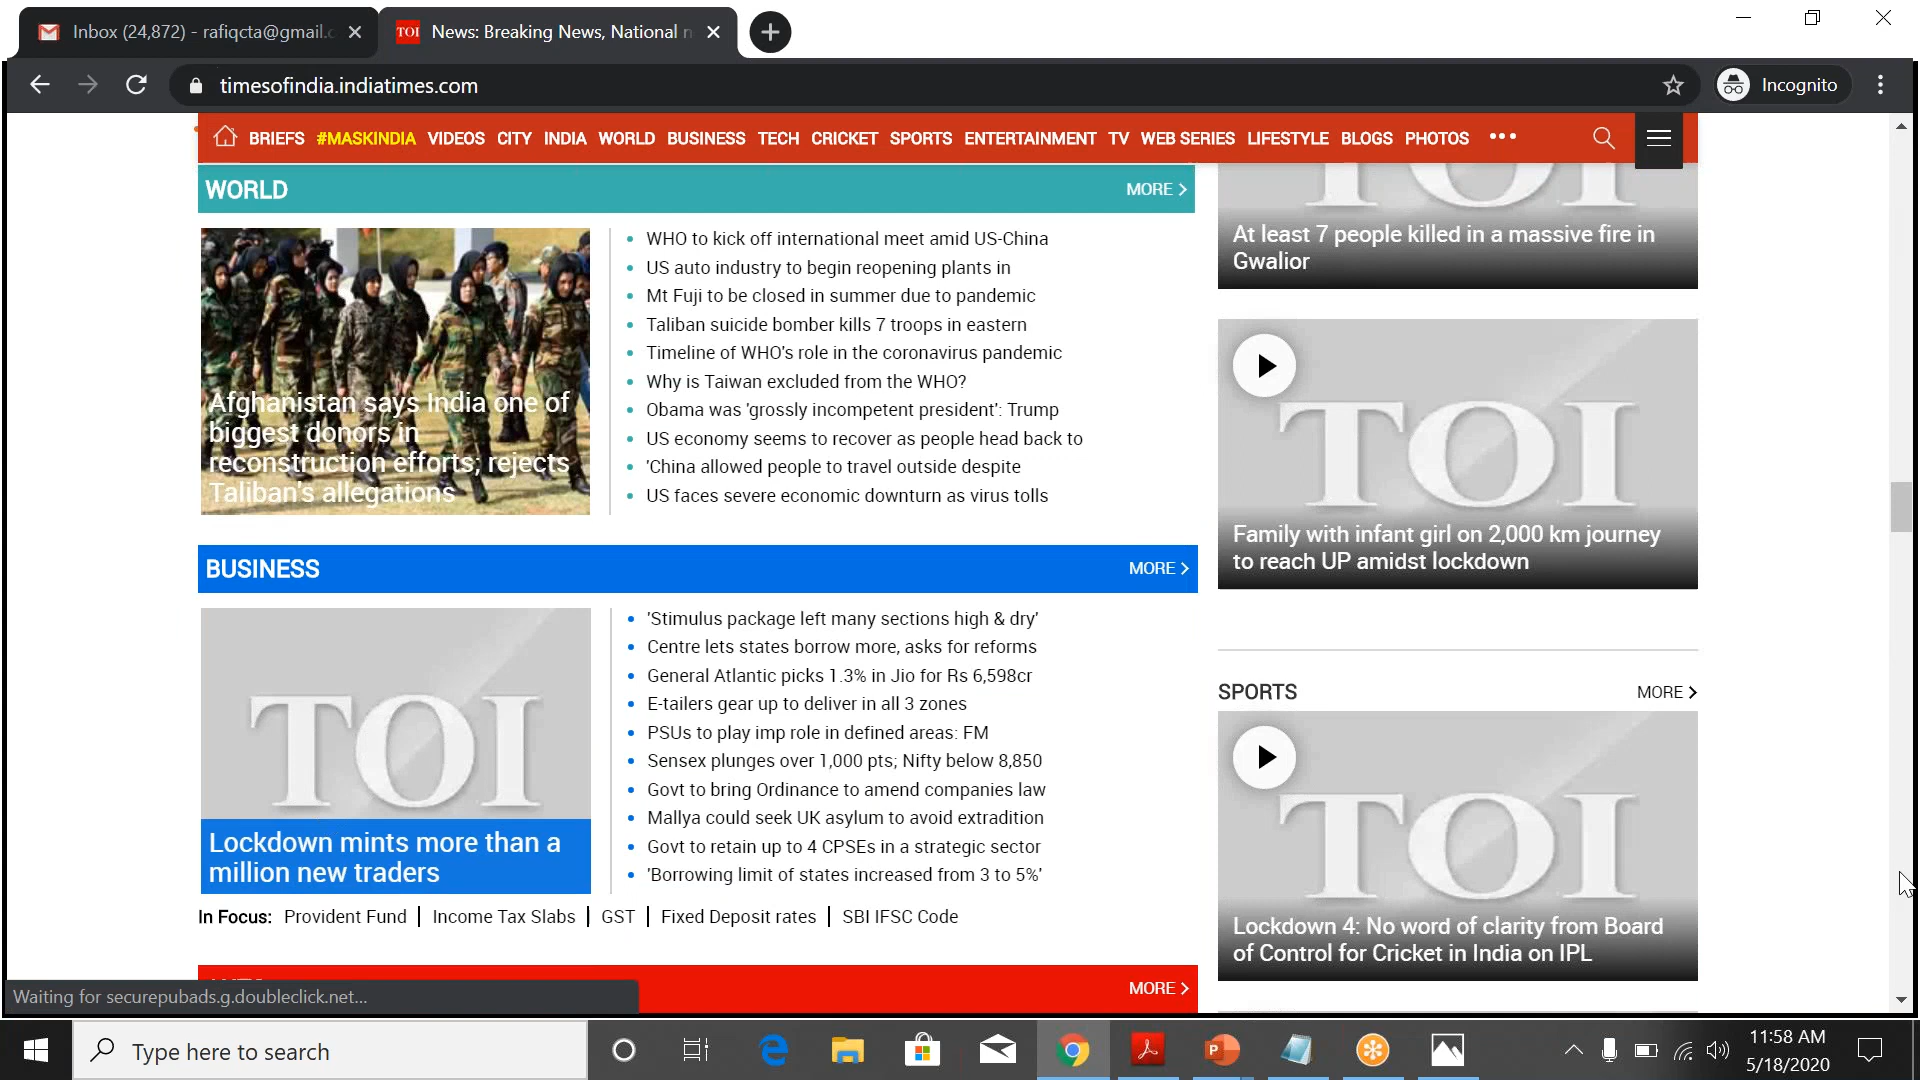 Inbox (24,872) - rafiqcta@gmail.c
TOI News: Breaking News, National n
timesofindia.indiatimes.com
Incognito
BRIEFS #MASKINDIA VIDEOS CITY INDIA WORLD BUSINESS TECH CRICKET SPORTS ENTERTAINMENT TV WEB SERIES LIFESTYLE BLOGS PHOTOS
WORLD
MORE
Afghanistan says India one of
biggest donors in
reconstruction efforts; rejects
Taliban's allegations
WHO to kick off international meet amid US-China
US auto industry to begin reopening plants in
Mt Fuji to be closed in summer due to pandemic
Taliban suicide bomber kills 7 troops in eastern
Timeline of WHO's role in the coronavirus pandemic
Why is Taiwan excluded from the WHO?
Obama was 'grossly incompetent president': Trump
US economy seems to recover as people head back to
'China allowed people to travel outside despite
US faces severe economic downturn as virus tolls
BUSINESS
MORE
TOI
Lockdown mints more than a
million new traders
'Stimulus package left many sections high & dry'
Centre lets states borrow more, asks for reforms
General Atlantic picks 1.3% in Jio for Rs 6,598cr
E-tailers gear up to deliver in all 3 zones
PSUs to play imp role in defined areas: FM
Sensex plunges over 1,000 pts; Nifty below 8,850
Govt to bring Ordinance to amend companies law
Mallya could seek UK asylum to avoid extradition
Govt to retain up to 4 CPSEs in a strategic sector
'Borrowing limit of states increased from 3 to 5%'
In Focus: Provident Fund | Income Tax Slabs | GST | Fixed Deposit rates | SBI IFSC Code
MORE
TOI
At least 7 people killed in a massive fire in
Gwalior
TOI
Family with infant girl on 2,000 km journey
to reach UP amidst lockdown
SPORTS
MORE
TOI
Lockdown 4: No word of clarity from Board
of Control for Cricket in India on IPL
Waiting for securepubads.g.doubleclick.net...
Type here to search
11:58 AM
5/18/2020